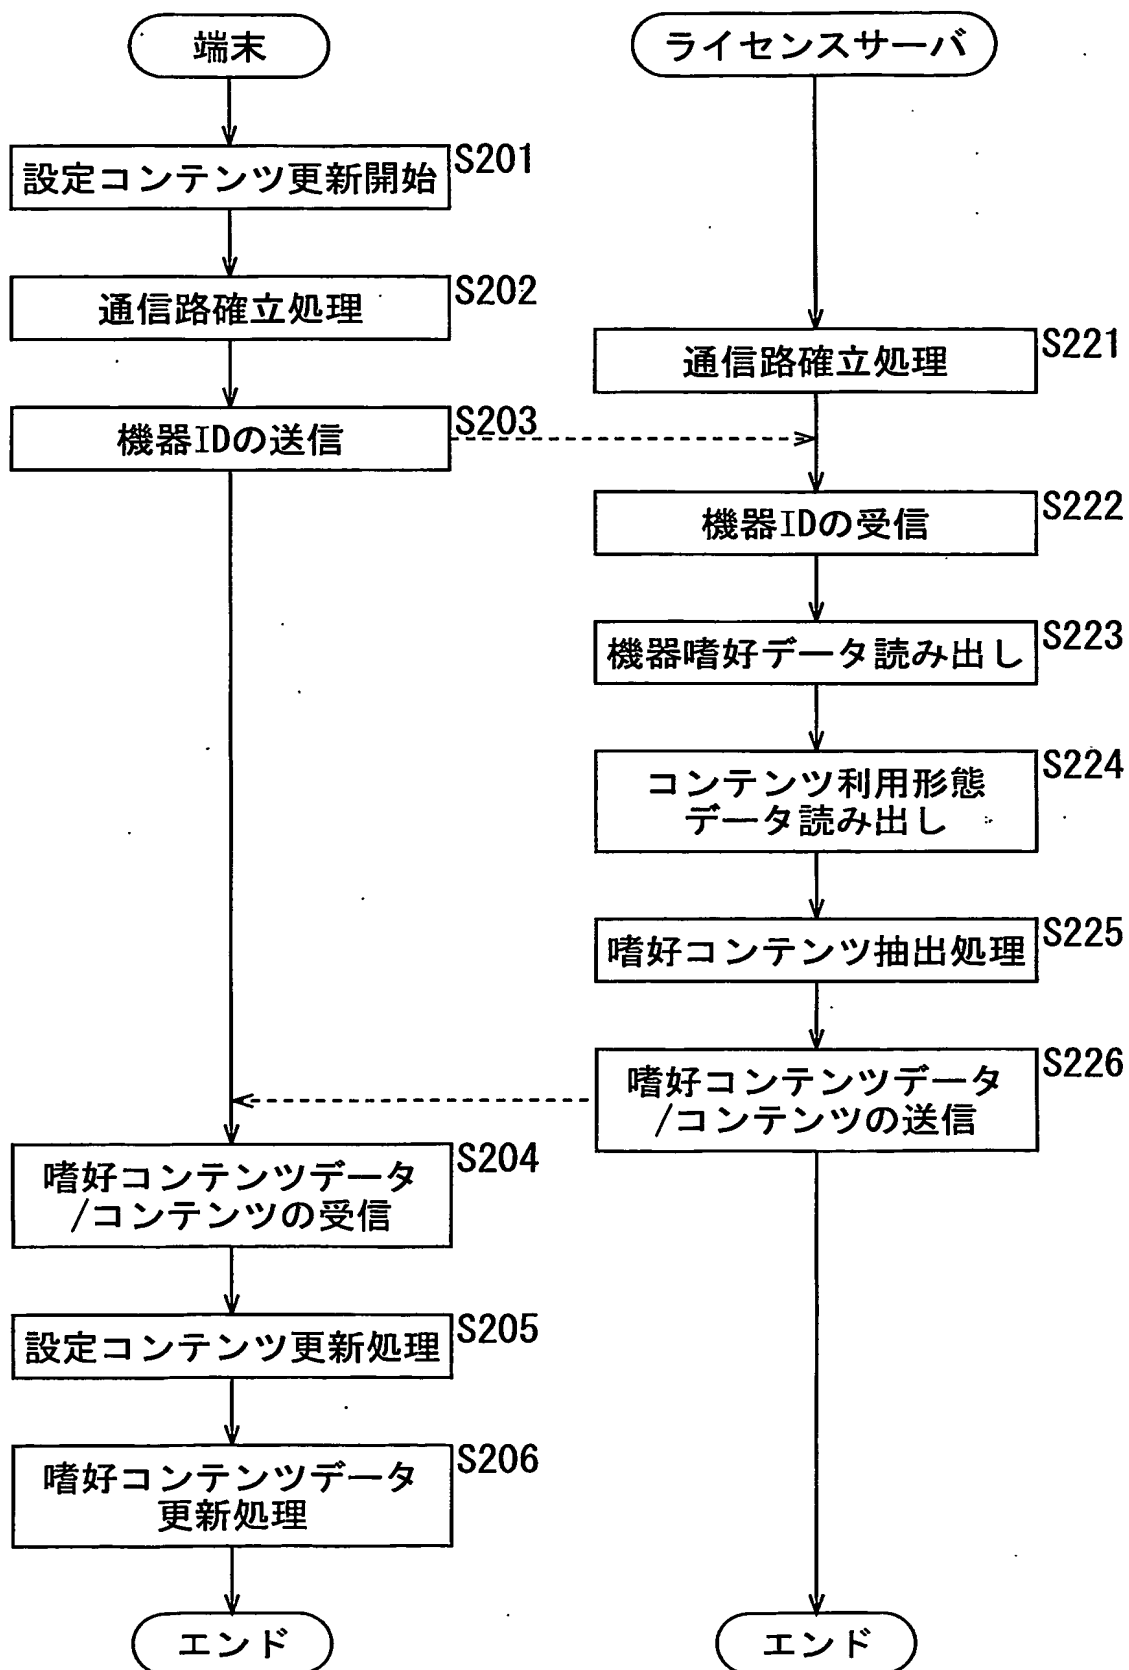 端末
設定コンテンツ更新開始
S201
通信路確立処理
S202
機器IDの送信
S203
嗜好コンテンツデータ
/コンテンツの受信
S204
設定コンテンツ更新処理
S205
嗜好コンテンツデータ
更新処理
S206
エンド
ライセンスサーバ
通信路確立処理
S221
機器IDの受信
S222
機器嗜好データ読み出し
S223
コンテンツ利用形態
データ読み出し
S224
嗜好コンテンツ抽出処理
S225
嗜好コンテンツデータ
/コンテンツの送信
S226
エンド